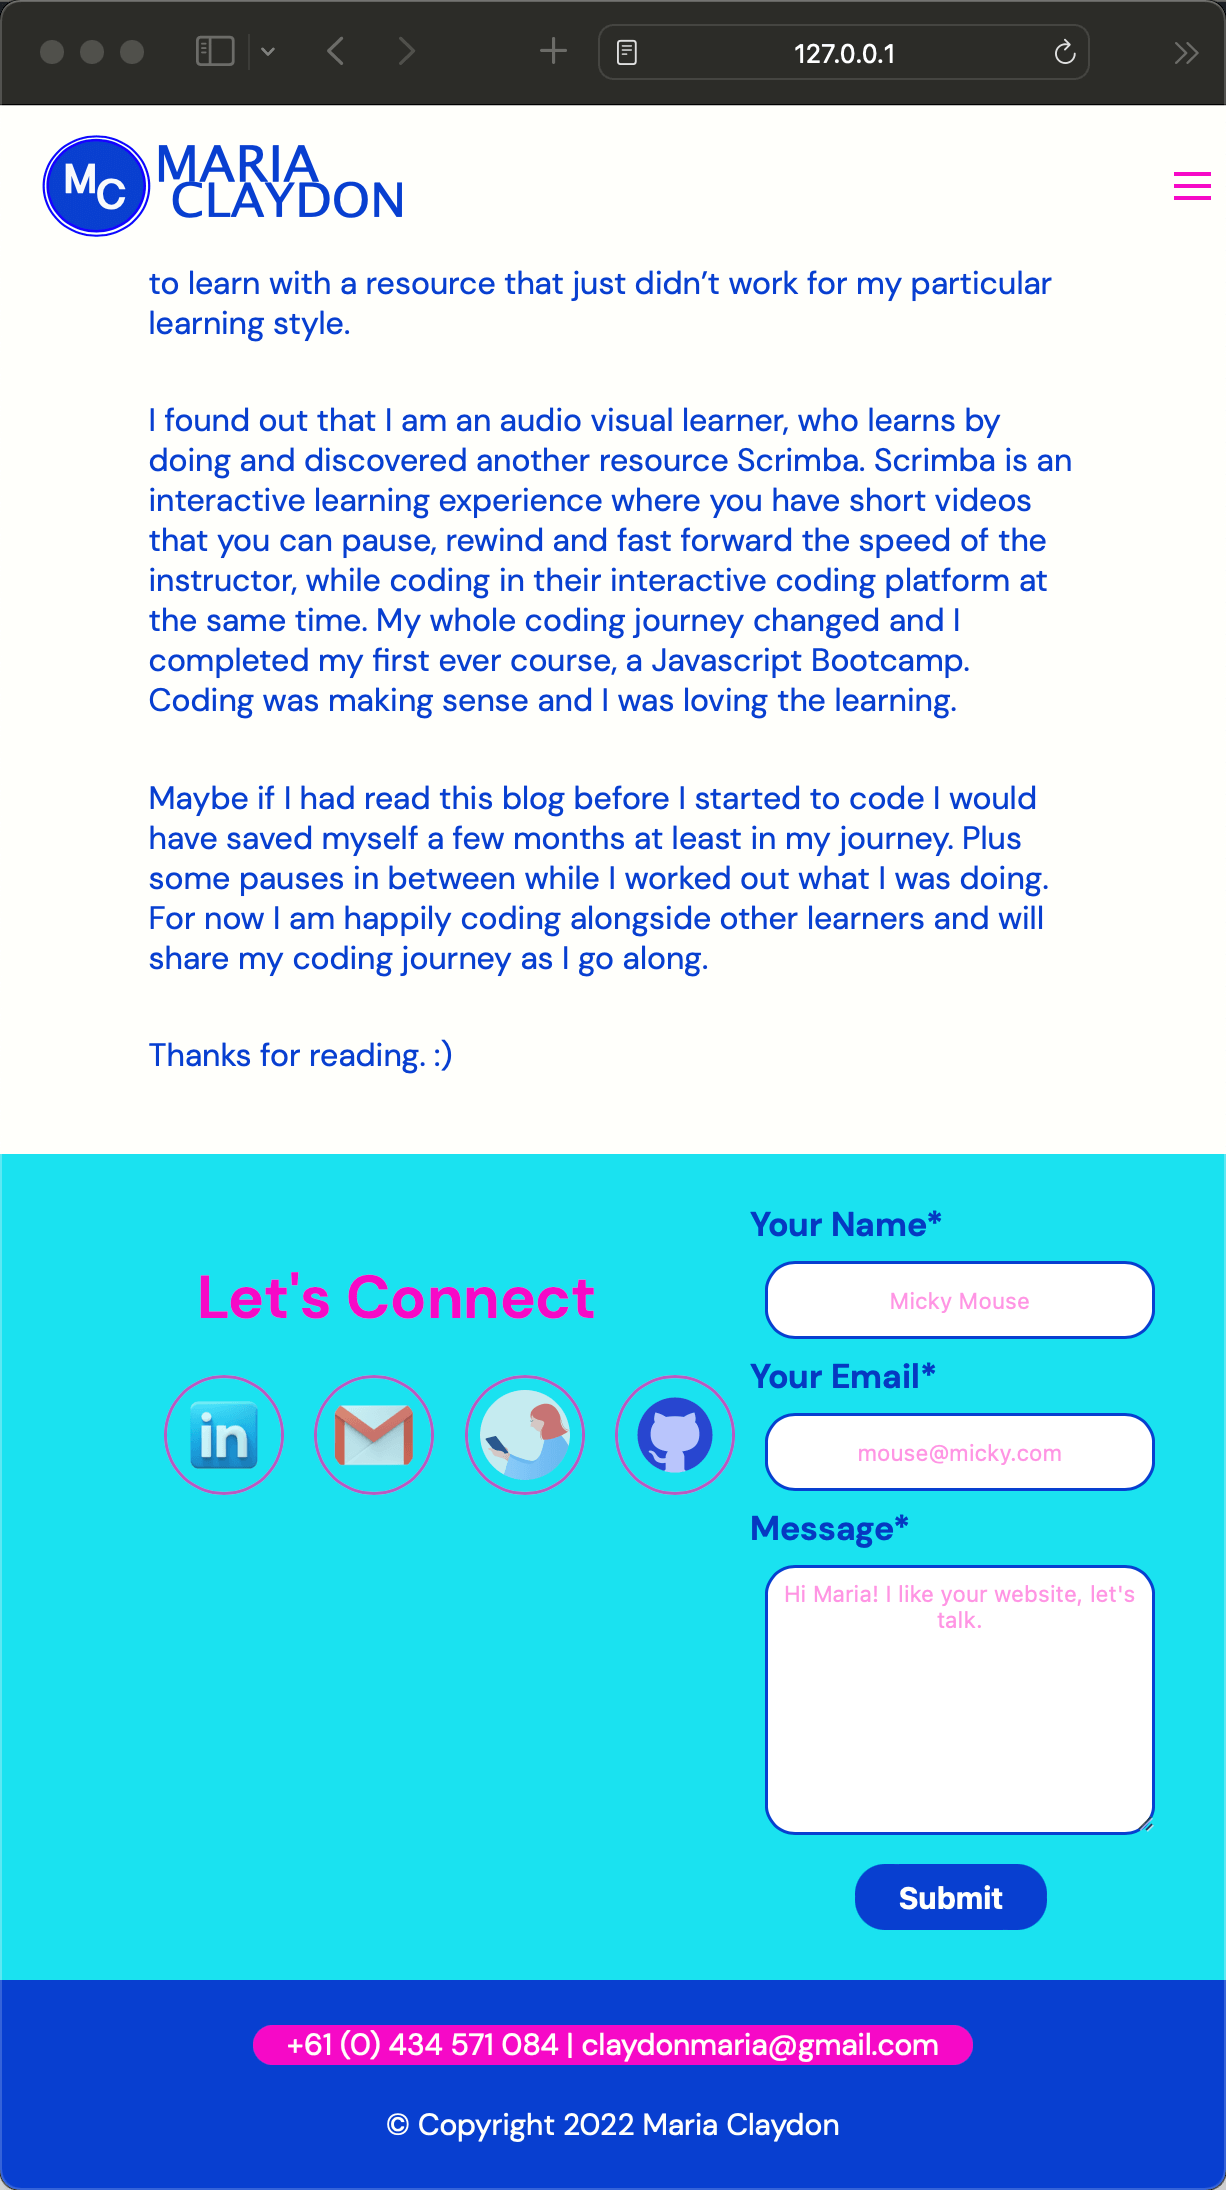 127.0.0.1
MC
MARIA
CLAYDON
to learn with a resource that just didn’t work for my particular
learning style.
I found out that I am an audio visual learner, who learns by
doing and discovered another resource Scrimba. Scrimba is an
interactive learning experience where you have short videos
that you can pause, rewind and fast forward the speed of the
instructor, while coding in their interactive coding platform at
the same time. My whole coding journey changed and I
completed my first ever course, a Javascript Bootcamp.
Coding was making sense and I was loving the learning.
Maybe if I had read this blog before I started to code I would
have saved myself a few months at least in my journey. Plus
some pauses in between while I worked out what I was doing.
For now I am happily coding alongside other learners and will
share my coding journey as I go along.
Thanks for reading. :)
Let's Connect
in
Your Name*
Micky Mouse
Your Email*
mouse@micky.com
Message*
Hi Maria! I like your website, let's
talk.
Submit
+61 (0) 434 571 084 | claydonmaria@gmail.com
© Copyright 2022 Maria Claydon